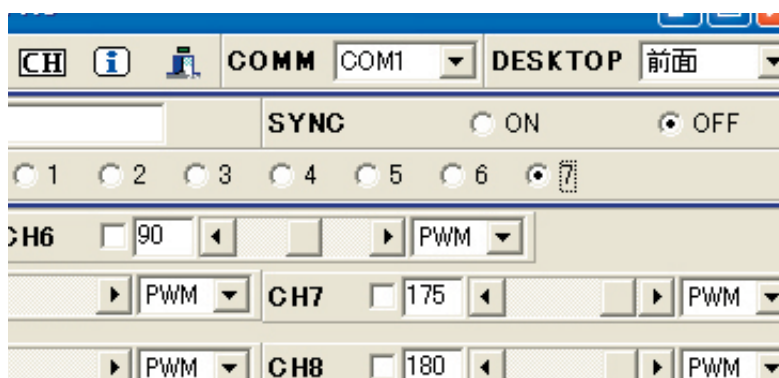 CH COMM COM1 DESKTOP 前面
SYNC ON OFF
1 2 3 4 5 6 7
CH6 90 PWM
PWM CH7 175 PWM
PWM CH8 180 PWM